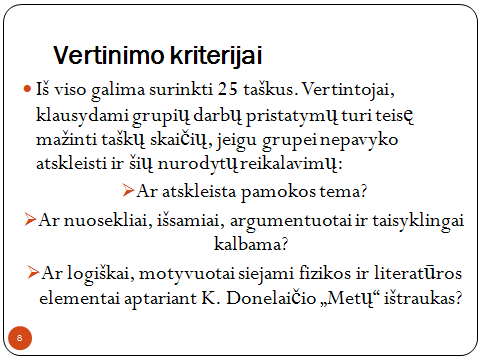 Vertinimo kriterijai
Iš viso galima surinkti 25 taškus. Vertintojai,
klausydami grupių darbų pristatymų turi teisę
mažinti taškų skaičių, jeigu grupei nepavyko
atskleisti ir šių nurodytų reikalavimų:
Ar atskleista pamokos tema?
Ar nuosekliai, išsamiai, argumentuotai ir taisyklingai
kalbama?
Ar logiškai, motyvuotai siejami fizikos ir literatūros
elementai aptariant K. Donelaičio „Metų“ ištraukas?
8